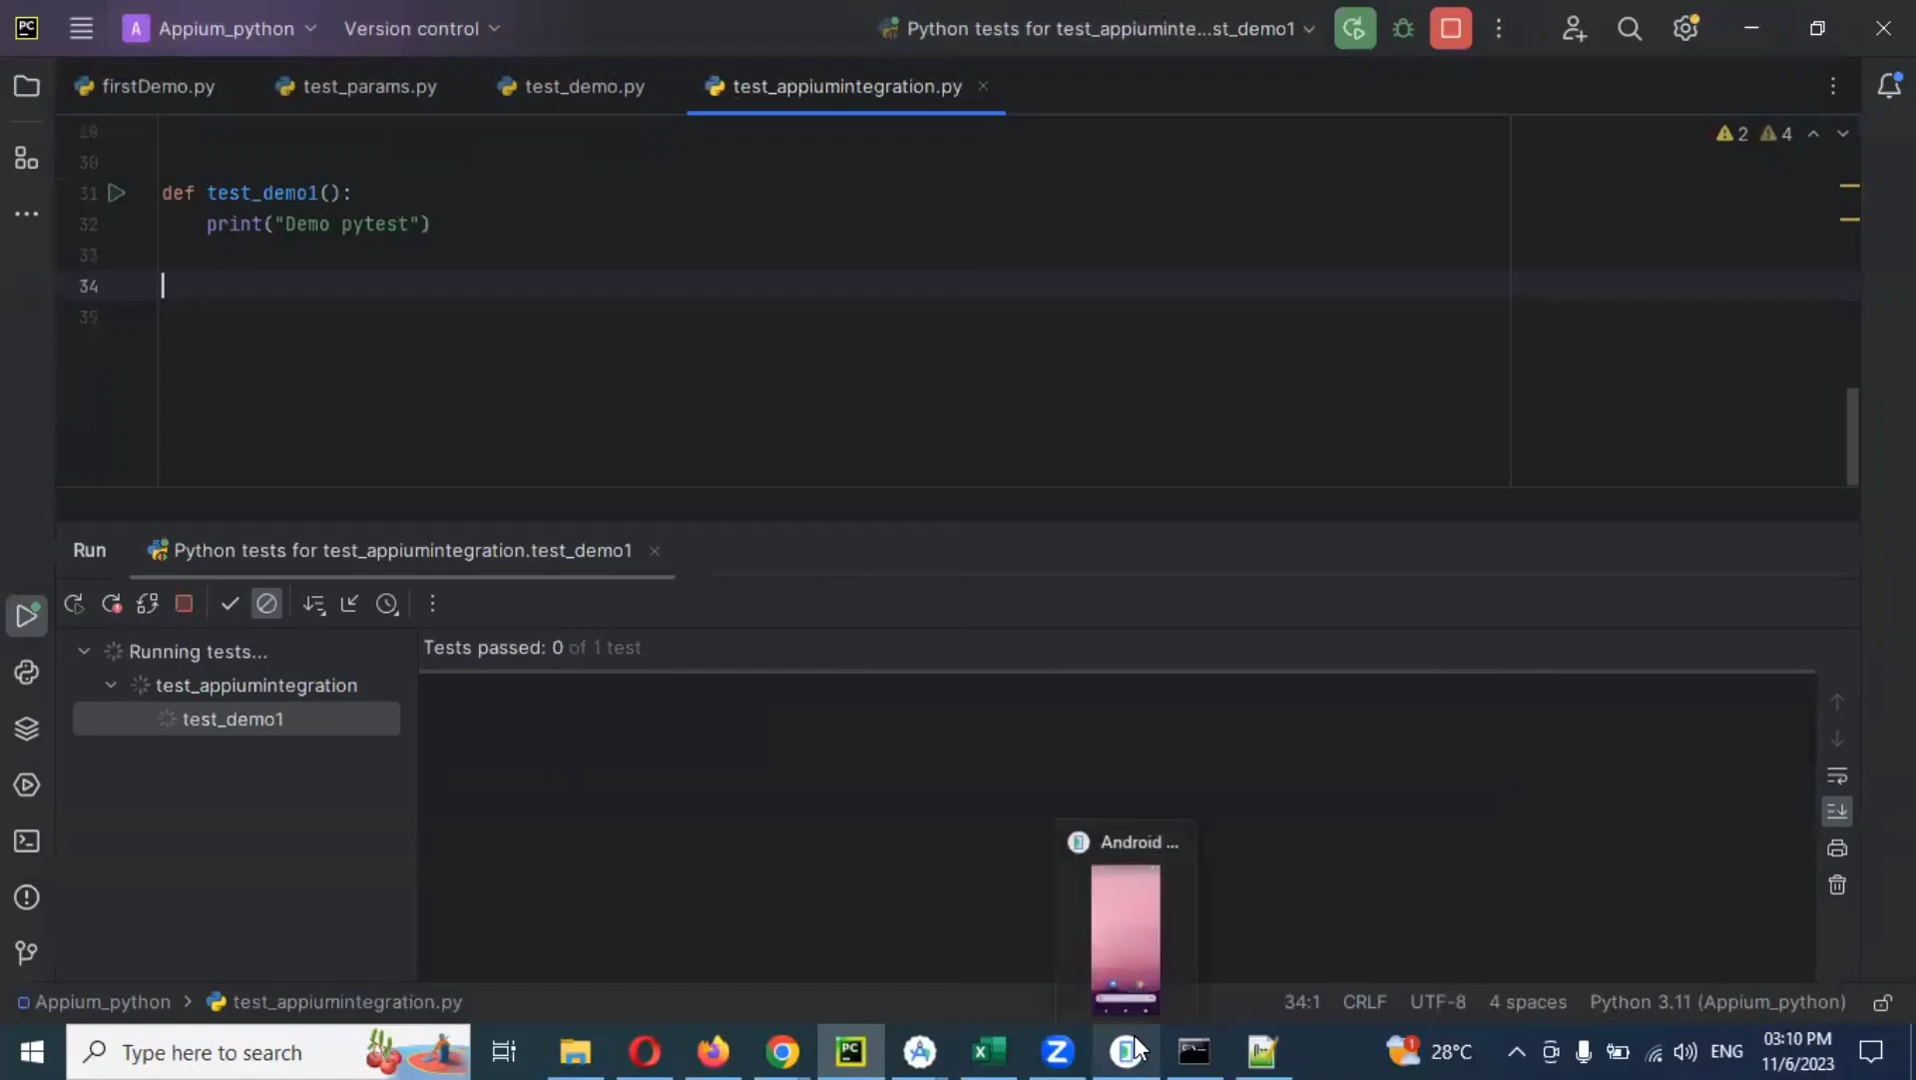 PC
A Appium_python
Version control
Python tests for test_appiuminte...st_demo1
firstDemo.py
test_params.py
test_demo.py
test_appiumintegration.py
2
4
30
31
def test_demo1():
32
print("Demo pytest")
33
34
35
Run
Python tests for test_appiumintegration.test_demo1
Running tests...
Tests passed: 0 of 1 test
test_appiumintegration
test_demo1
Android ...
Appium_python
test_appiumintegration.py
34:1
CRLF
UTF-8
4 spaces
Python 3.11 (Appium_python)
Type here to search
PC
28°C
ENG
03:10 PM
11/6/2023